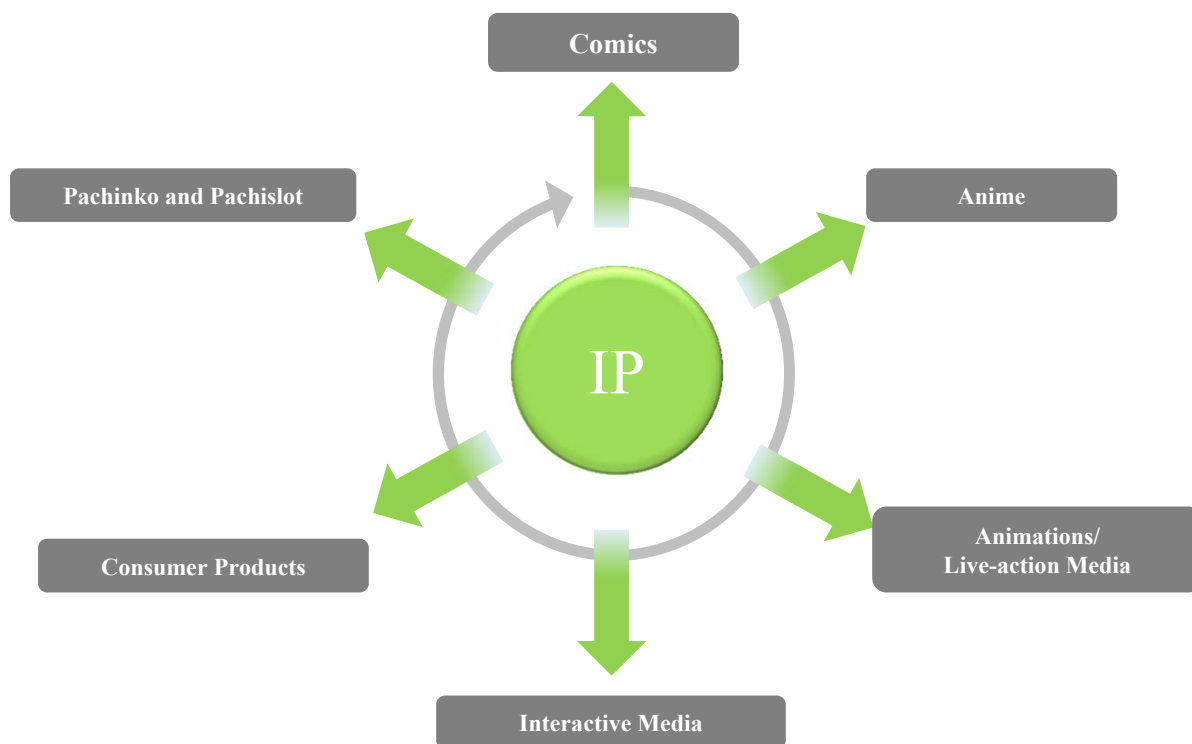 Comics
Pachinko and Pachislot
Anime
IP
Consumer Products
Animations/
Live-action Media
Interactive Media